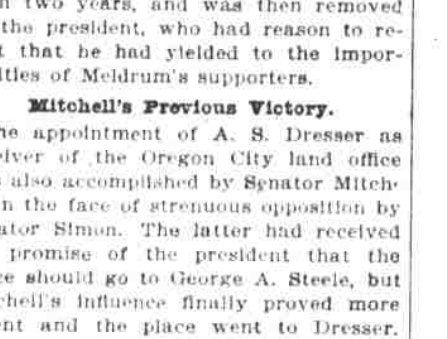 n two years, and was then removed
the president, who had reason to re-
t that he had yielded to the impor-
ities of Meldrum's supporters.
Mitchell's Previous Victory.
he appointment of A. S. Dresser as
eiver of the Oregon City land office
s also accomplished by Senator Mitch-
n the face of strenuous opposition by
ator Simon. The latter had received
promise of the president that the
ce should go to George A. Steele, but
chell's influence finally proved more
ent and the place went to Dresser.